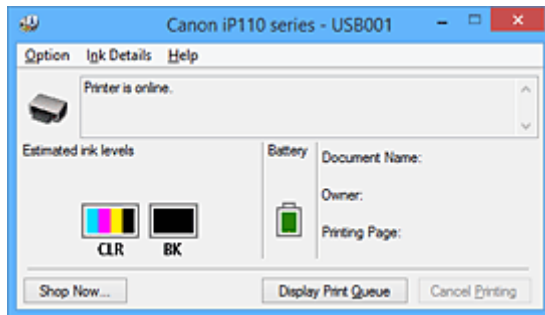 Canon iP110 series - USB001
Option Ink Details Help
Printer is online.
Estimated ink levels
Battery
Document Name:
Owner:
Printing Page:
CLR BK
Shop Now... Display Print Queue Cancel Printing